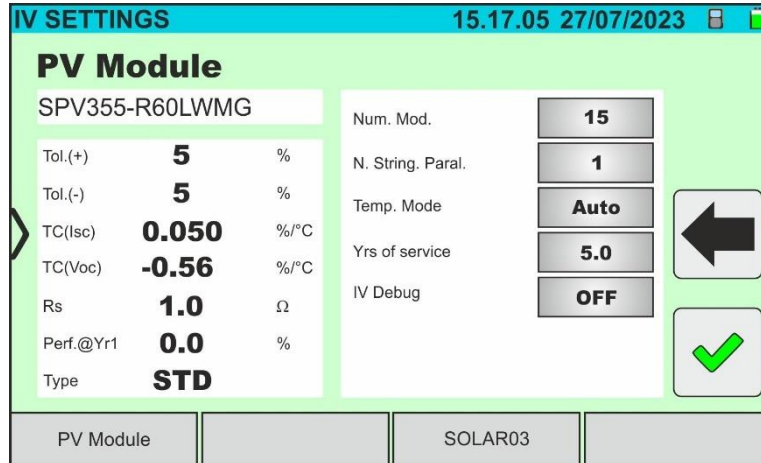 IV SETTINGS 15.17.05 27/07/2023
PV Module
SPV355-R60LWMG
Tol.(+) 5 %
Tol.(-) 5 %
TC(Isc) 0.050 %/°C
TC(Voc) -0.56 %/°C
Rs 1.0 Ω
Perf.@Yr1 0.0 %
Type STD
Num. Mod. 15
N. String. Paral. 1
Temp. Mode Auto
Yrs of service 5.0
IV Debug OFF
PV Module SOLAR03